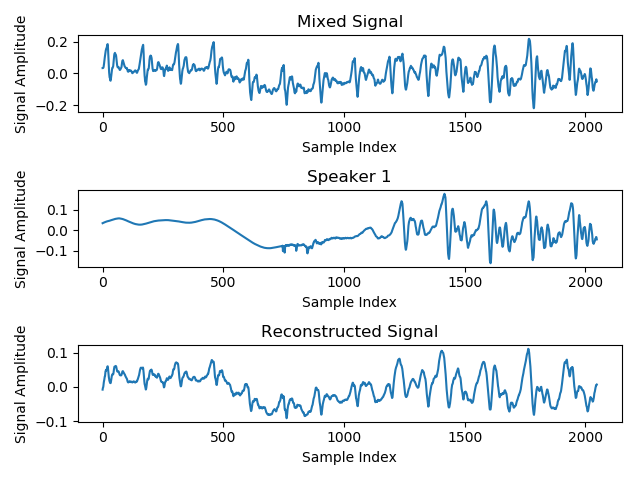 Mixed Signal
Signal Amplitude
0.2
0.0
−0.2
0 500 1000 1500 2000
Sample Index
Speaker 1
Signal Amplitude
0.1
0.0
−0.1
0 500 1000 1500 2000
Sample Index
Reconstructed Signal
Signal Amplitude
0.1
0.0
−0.1
0 500 1000 1500 2000
Sample Index